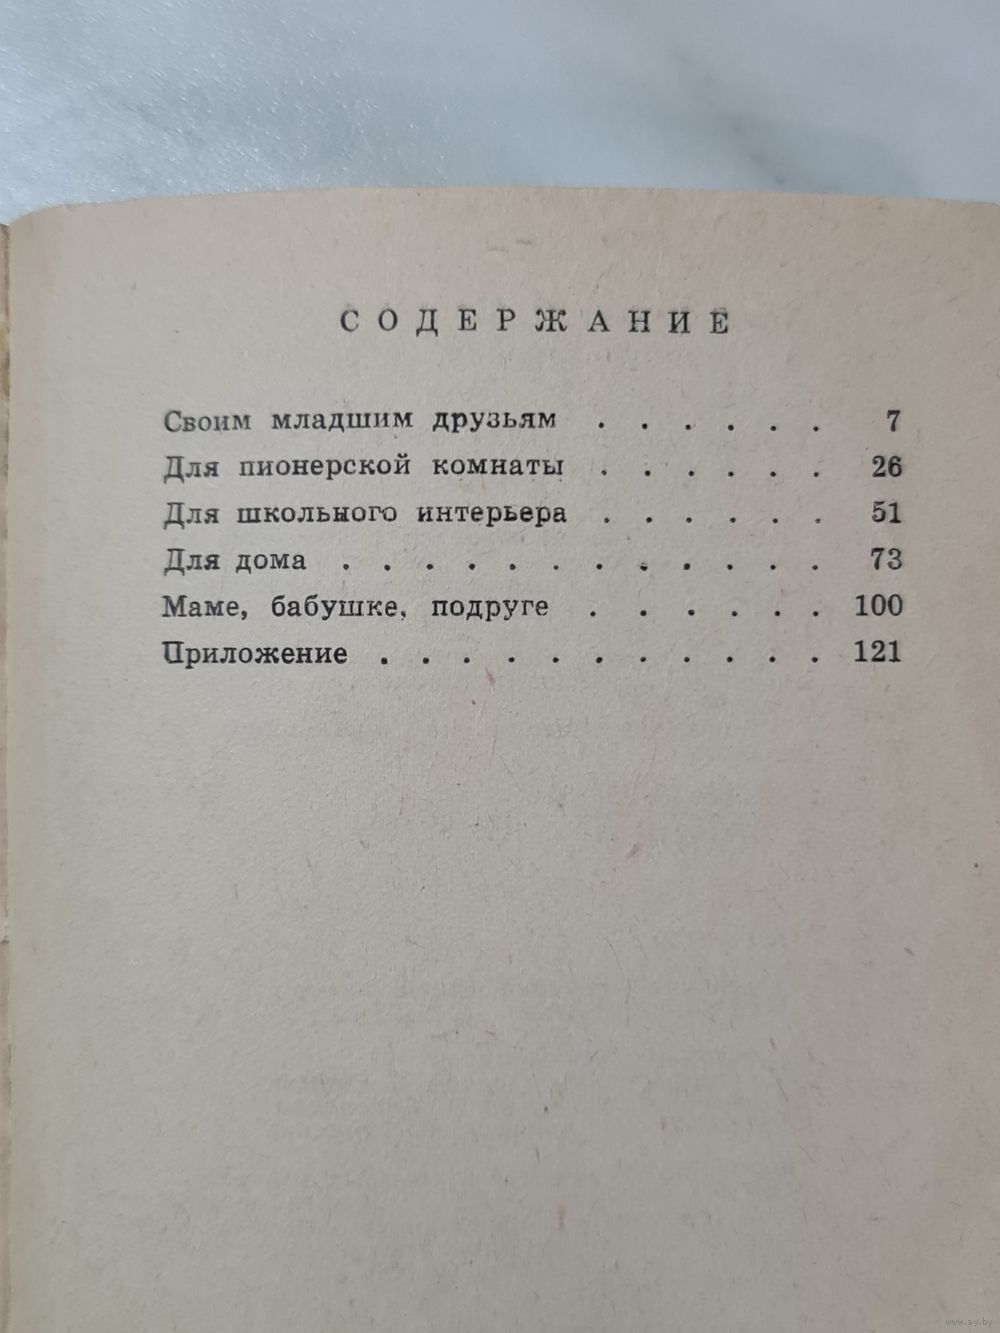 СОДЕРЖАНИЕ
Своим младшим друзьям . . . . . . 7
Для пионерской комнаты . . . . . . 26
Для школьного интерьера . . . . . . 51
Для дома . . . . . . . . . . . . 73
Маме, бабушке, подруге . . . . . . 100
Приложение . . . . . . . . . . . 121
www.ay.by